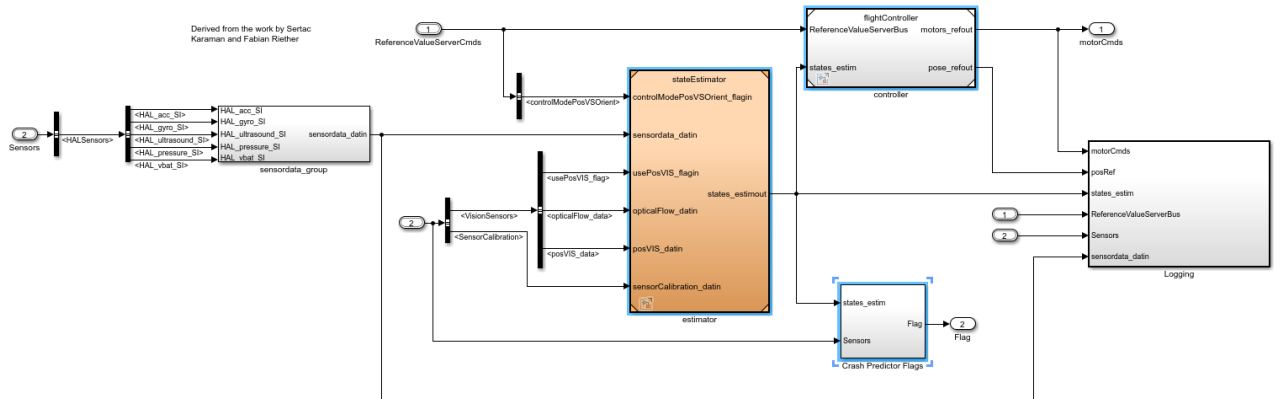 Derived from the work by Sertac
Karaman and Fabian Riether
1
ReferenceValueServerCmds
flightController
ReferenceValueServerBus
motors_refout
states_estim
pose_refout
controller
1
motorCmds
2
Sensors
<HALSensors>
<HAL_acc_SI>
<HAL_gyro_SI>
<HAL_ultrasound_SI>
<HAL_pressure_SI>
<HAL_vbat_SI>
HAL_acc_SI
HAL_gyro_SI
HAL_ultrasound_SI
HAL_pressure_SI
HAL_vbat_SI
sensordata_datin
sensordata_group
<controlModePosVSOrient>
stateEstimator
controlModePosVSOrient_flagin
sensordata_datin
usePosVIS_flagin
opticalFlow_datin
posVIS_datin
sensorCalibration_datin
states_estimout
estimator
2
<VisionSensors>
<SensorCalibration>
<usePosVIS_flag>
<opticalFlow_data>
<posVIS_data>
states_estim
Sensors
Flag
Crash Predictor Flags
2
Flag
1
2
motorCmds
posRef
states_estim
ReferenceValueServerBus
Sensors
sensordata_datin
Logging